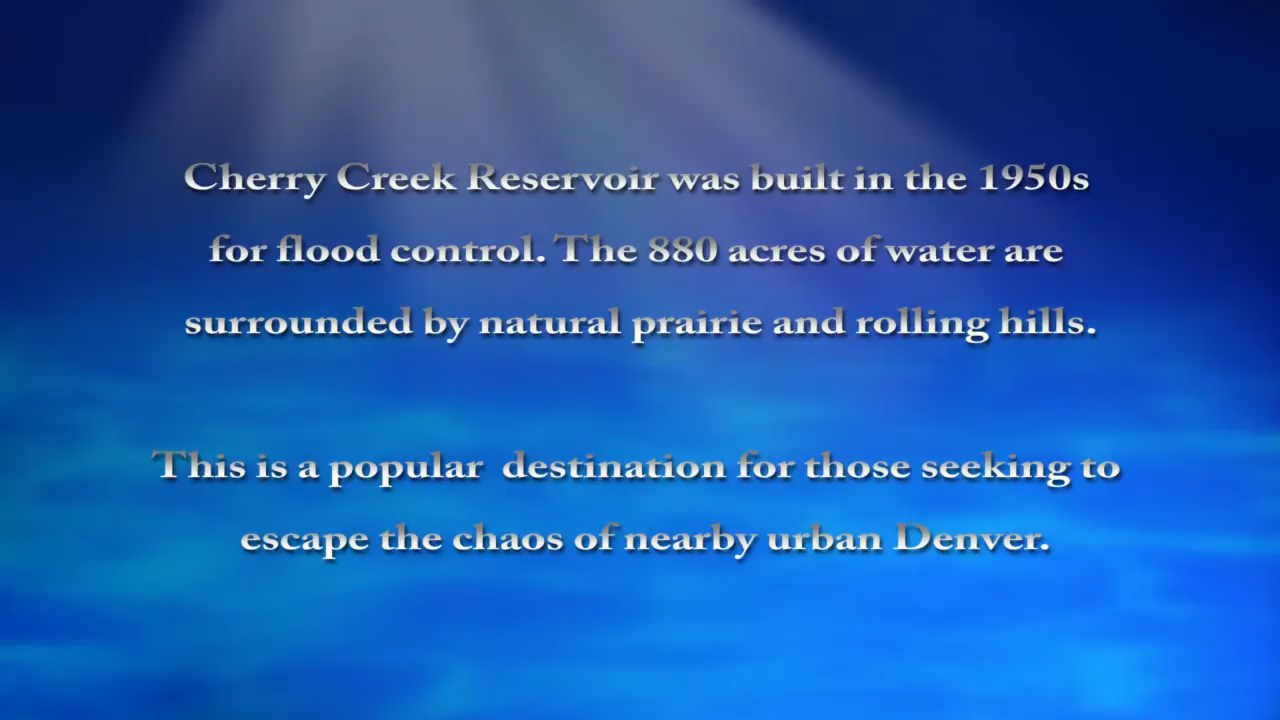 Cherry Creek Reservoir was built in the 1950s
for flood control. The 880 acres of water are
surrounded by natural prairie and rolling hills.
This is a popular  destination for those seeking to
escape the chaos of nearby urban Denver.